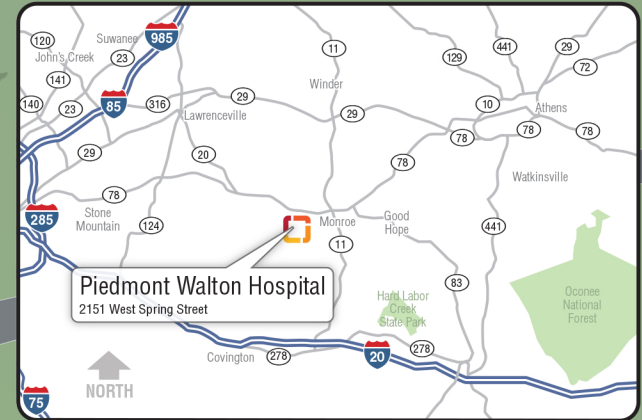 985
Suwanee
120
11
441
29
John's Creek
23
129
72
141
Winder
140
23
85
316
29
10
Athens
Lawrenceville
29
78
78
78
29
20
78
Watkinsville
78
285
Stone
Mountain
124
Monroe
Good
Hope
441
11
Piedmont Walton Hospital
2151 West Spring Street
83
Hard Labor
Creek
State Park
Oconee
National
Forest
Covington
278
20
278
NORTH
75